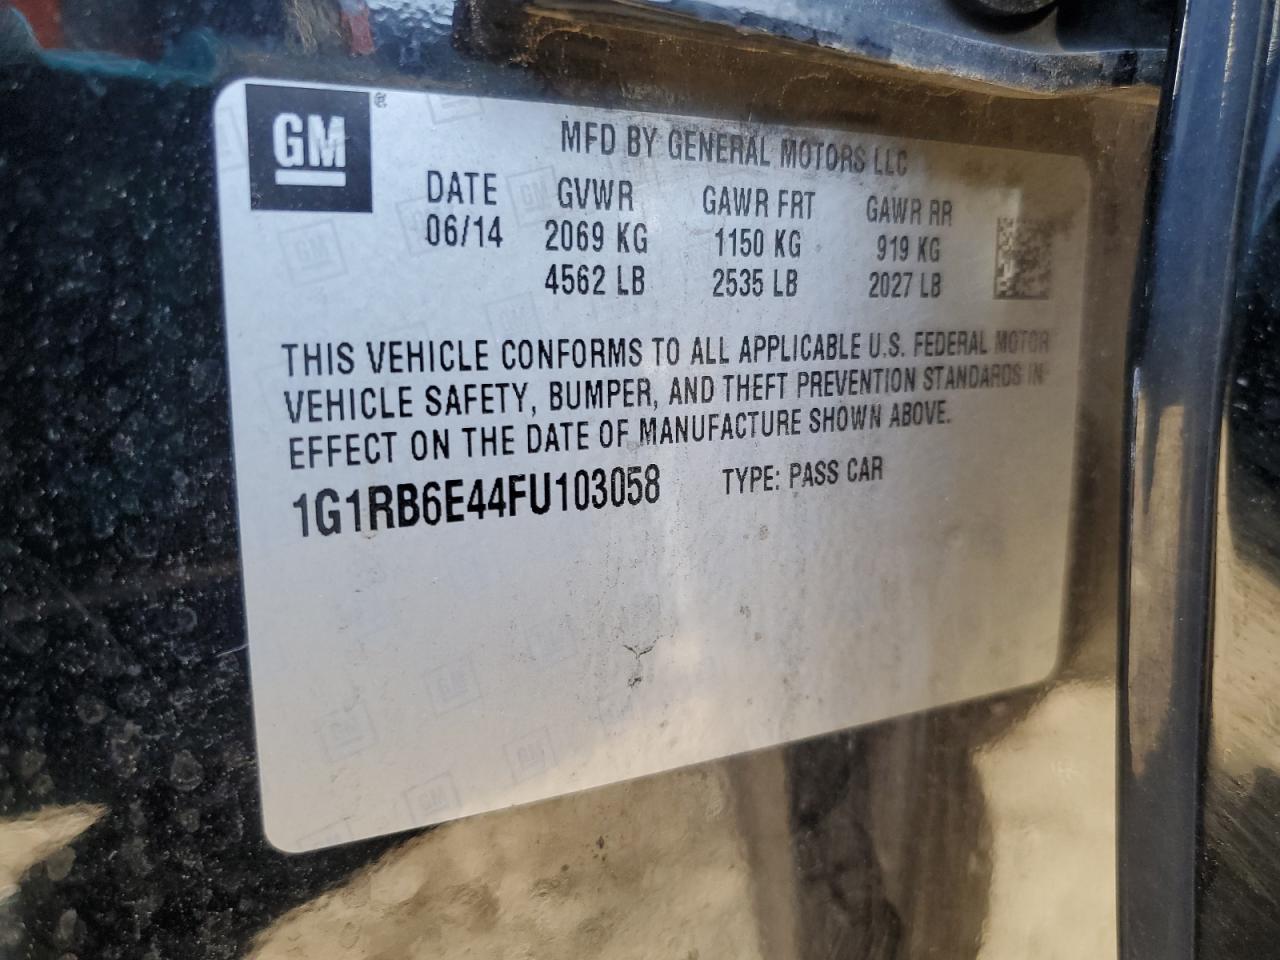 GM®
MFD BY GENERAL MOTORS LLC
DATE GVWR GAWR FRT GAWR RR
06/14 2069 KG 1150 KG 919 KG
4562 LB 2535 LB 2027 LB
THIS VEHICLE CONFORMS TO ALL APPLICABLE U.S. FEDERAL MOTOR
VEHICLE SAFETY, BUMPER, AND THEFT PREVENTION STANDARDS IN
EFFECT ON THE DATE OF MANUFACTURE SHOWN ABOVE.
1G1RB6E44FU103058 TYPE: PASS CAR